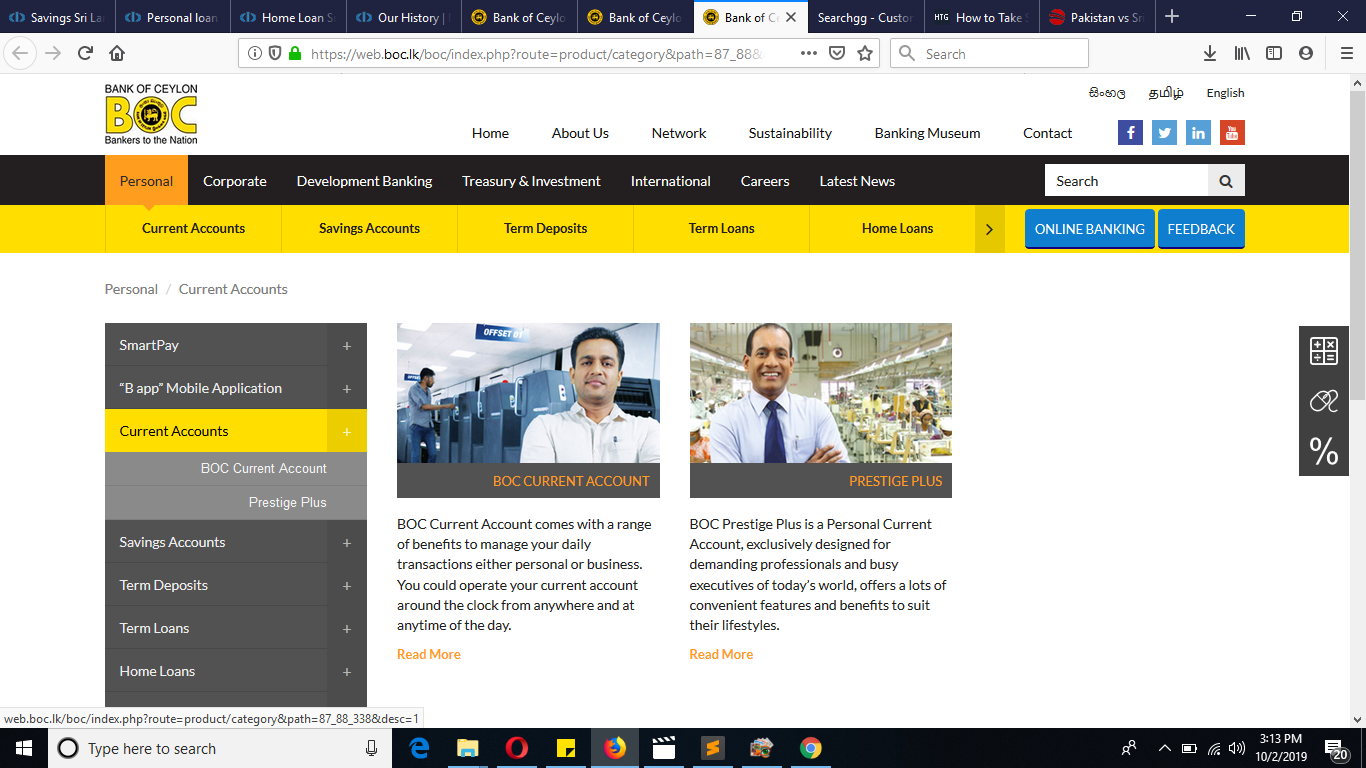 Savings Sri La
Personal loan
Home Loan S
Our History |
Bank of Ceylo
Bank of Ceylo
Bank of C
Searchgg - Custor
HTG How to Take S
Pakistan vs Sri
https://web.boc.lk/boc/index.php?route=product/category&path=87_88&
Search
BANK OF CEYLON
BOC
Bankers to the Nation
සිංහල தமிழ் English
Home About Us Network Sustainability Banking Museum Contact
Personal Corporate Development Banking Treasury & Investment International Careers Latest News Search
Current Accounts Savings Accounts Term Deposits Term Loans Home Loans ONLINE BANKING FEEDBACK
Personal / Current Accounts
SmartPay +
“B app” Mobile Application +
Current Accounts +
BOC Current Account
Prestige Plus
Savings Accounts +
Term Deposits +
Term Loans +
Home Loans +
OFFSET 01
BOC CURRENT ACCOUNT
BOC Current Account comes with a range
of benefits to manage your daily
transactions either personal or business.
You could operate your current account
around the clock from anywhere and at
anytime of the day.
Read More
PRESTIGE PLUS
BOC Prestige Plus is a Personal Current
Account, exclusively designed for
demanding professionals and busy
executives of today’s world, offers a lots of
convenient features and benefits to suit
their lifestyles.
Read More
%
web.boc.lk/boc/index.php?route=product/category&path=87_88_338&desc=1
Type here to search
3:13 PM
10/2/2019
20